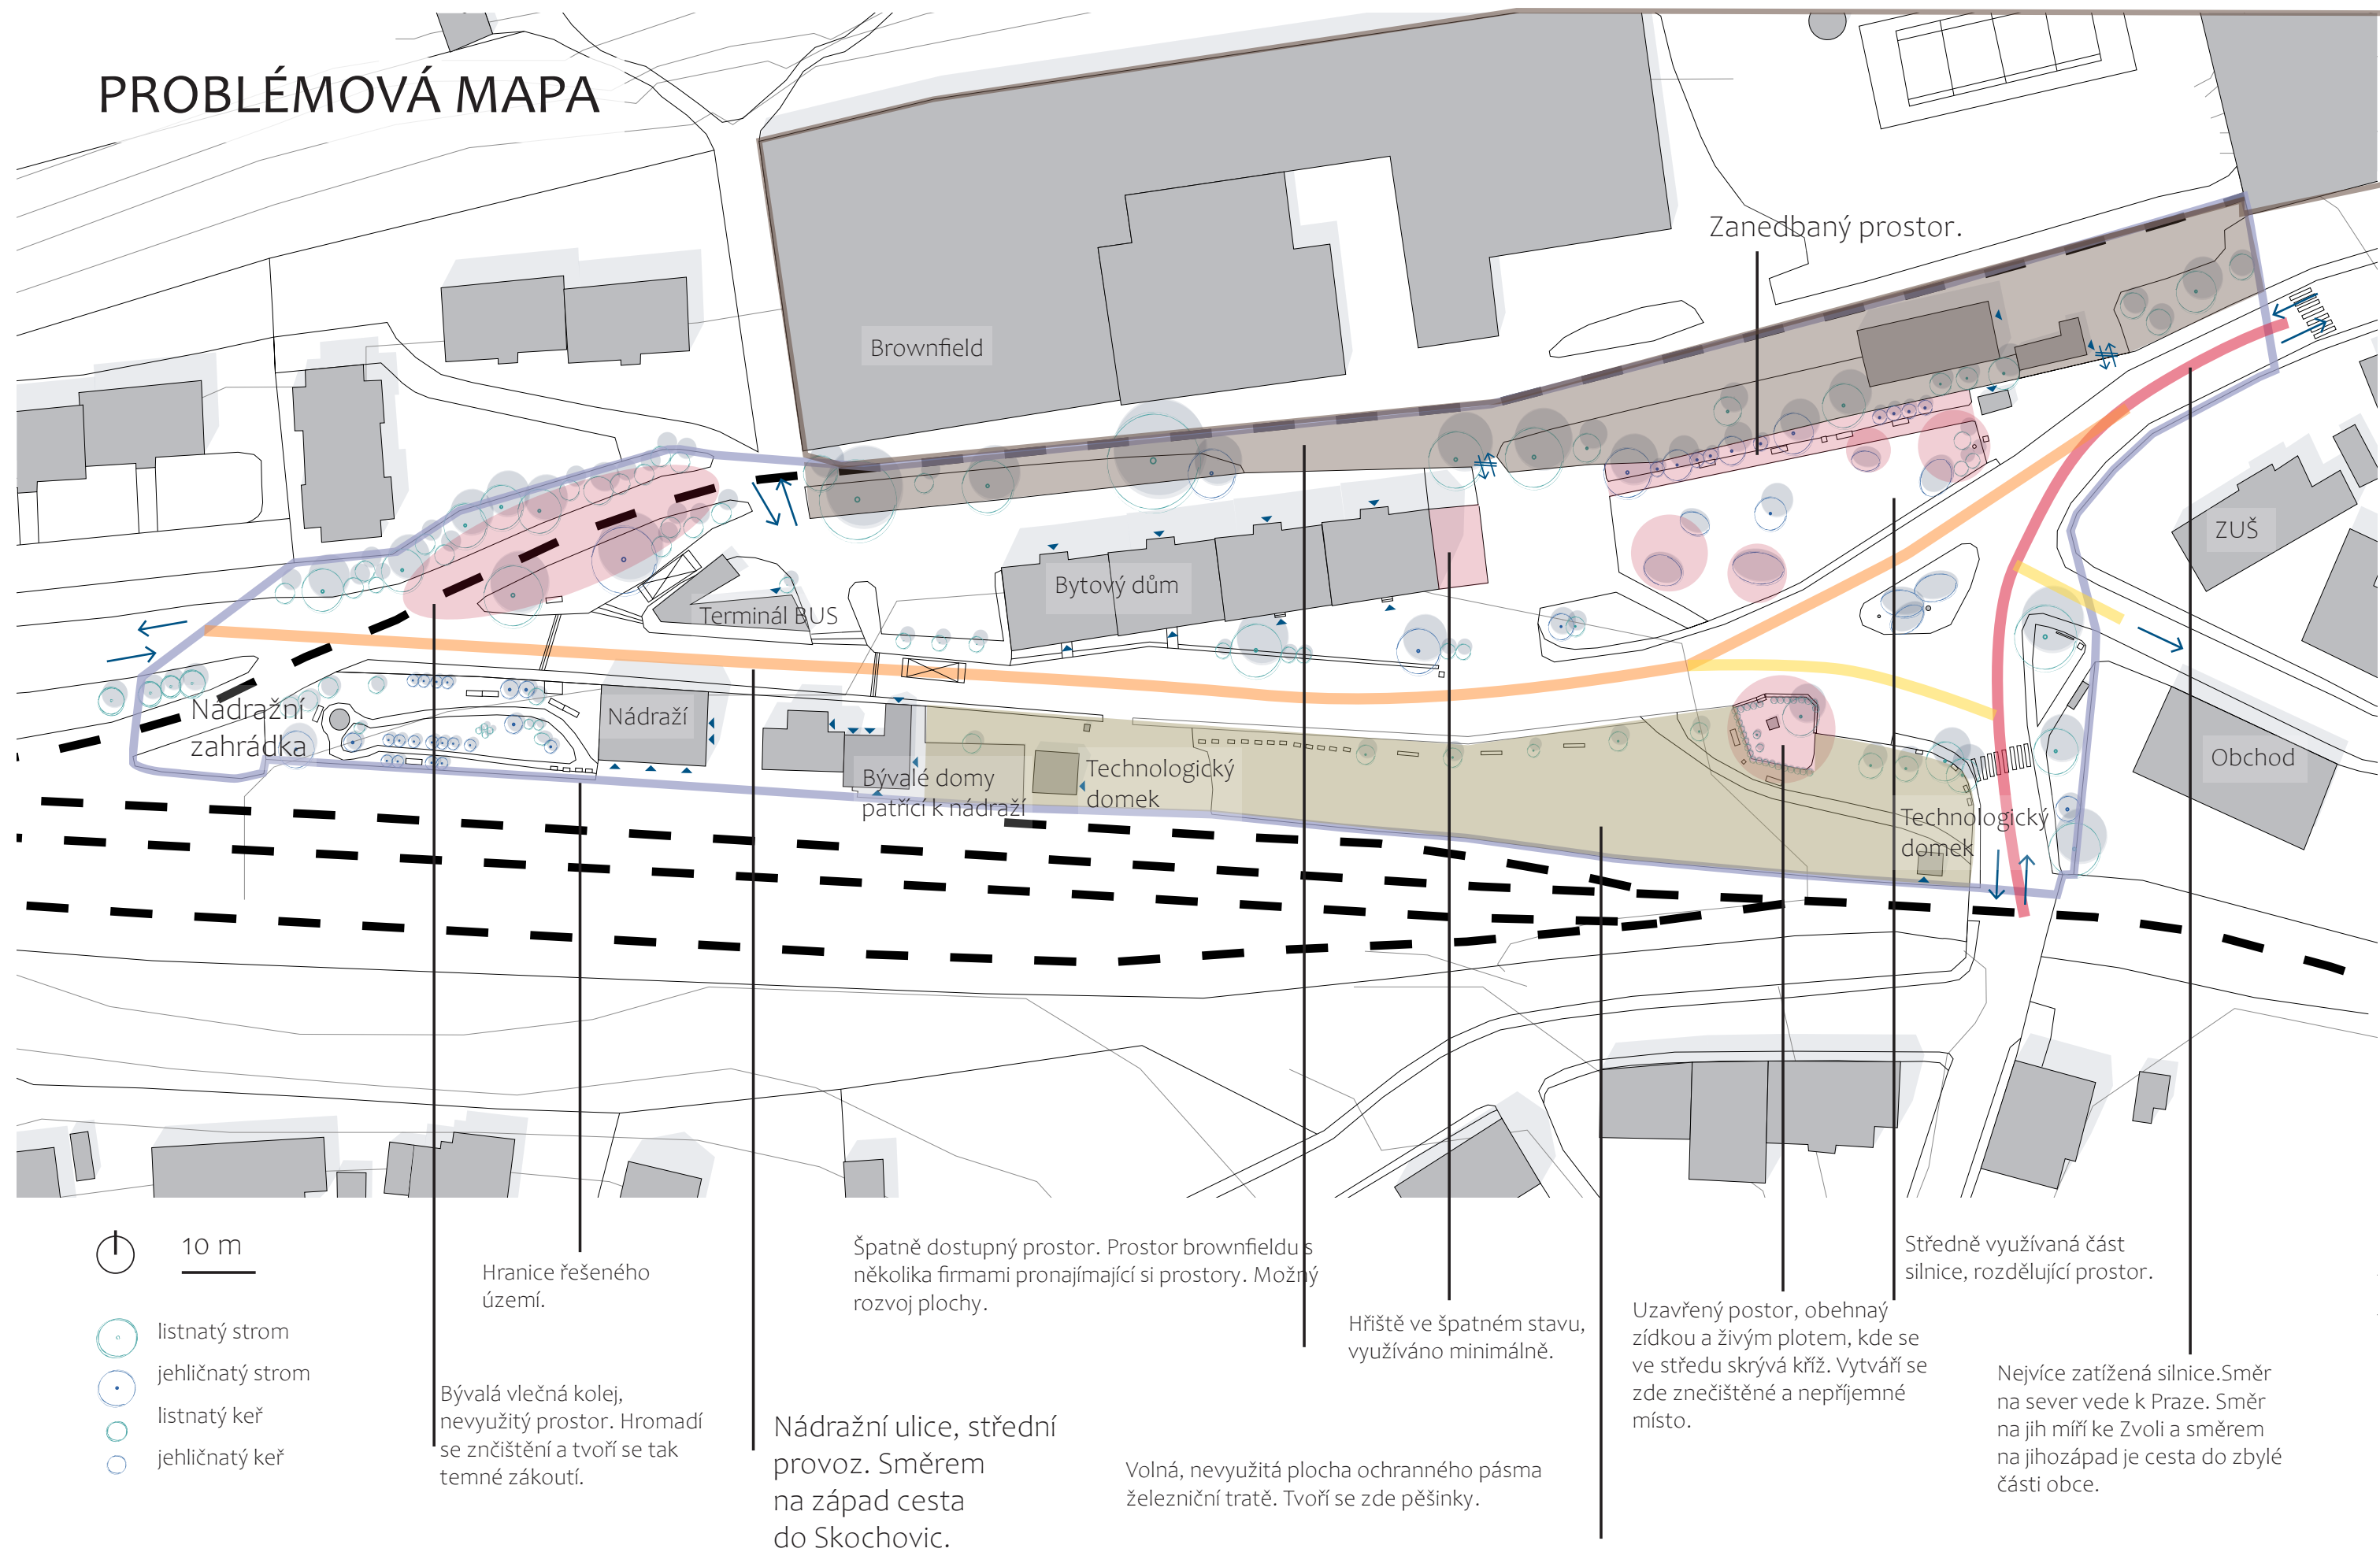 PROBLÉMOVÁ MAPA
Zanedbaný prostor.
Brownfield
ZUŠ
Bytový dům
Terminál BUS
Nádražní
zahrádka
Nádraží
Bývalé domy
patřící k nádraží
Technologický
domek
Obchod
Technologický
domek
10 m
listnatý strom
jehličnatý strom
listnatý keř
jehličnatý keř
Hranice řešeného
území.
Bývalá vlečná kolej,
nevyužitý prostor. Hromadí
se znčištění a tvoří se tak
temné zákoutí.
Nádražní ulice, střední
provoz. Směrem
na západ cesta
do Skochovic.
Špatně dostupný prostor. Prostor brownfieldu s
několika firmami pronajímající si prostory. Možný
rozvoj plochy.
Volná, nevyužitá plocha ochranného pásma
železniční tratě. Tvoří se zde pěšinky.
Hřiště ve špatném stavu,
využíváno minimálně.
Uzavřený postor, obehnaý
zídkou a živým plotem, kde se
ve středu skrývá kříž. Vytváří se
zde znečištěné a nepříjemné
místo.
Středně využívaná část
silnice, rozdělující prostor.
Nejvíce zatížená silnice.Směr
na sever vede k Praze. Směr
na jih míří ke Zvoli a směrem
na jihozápad je cesta do zbylé
části obce.